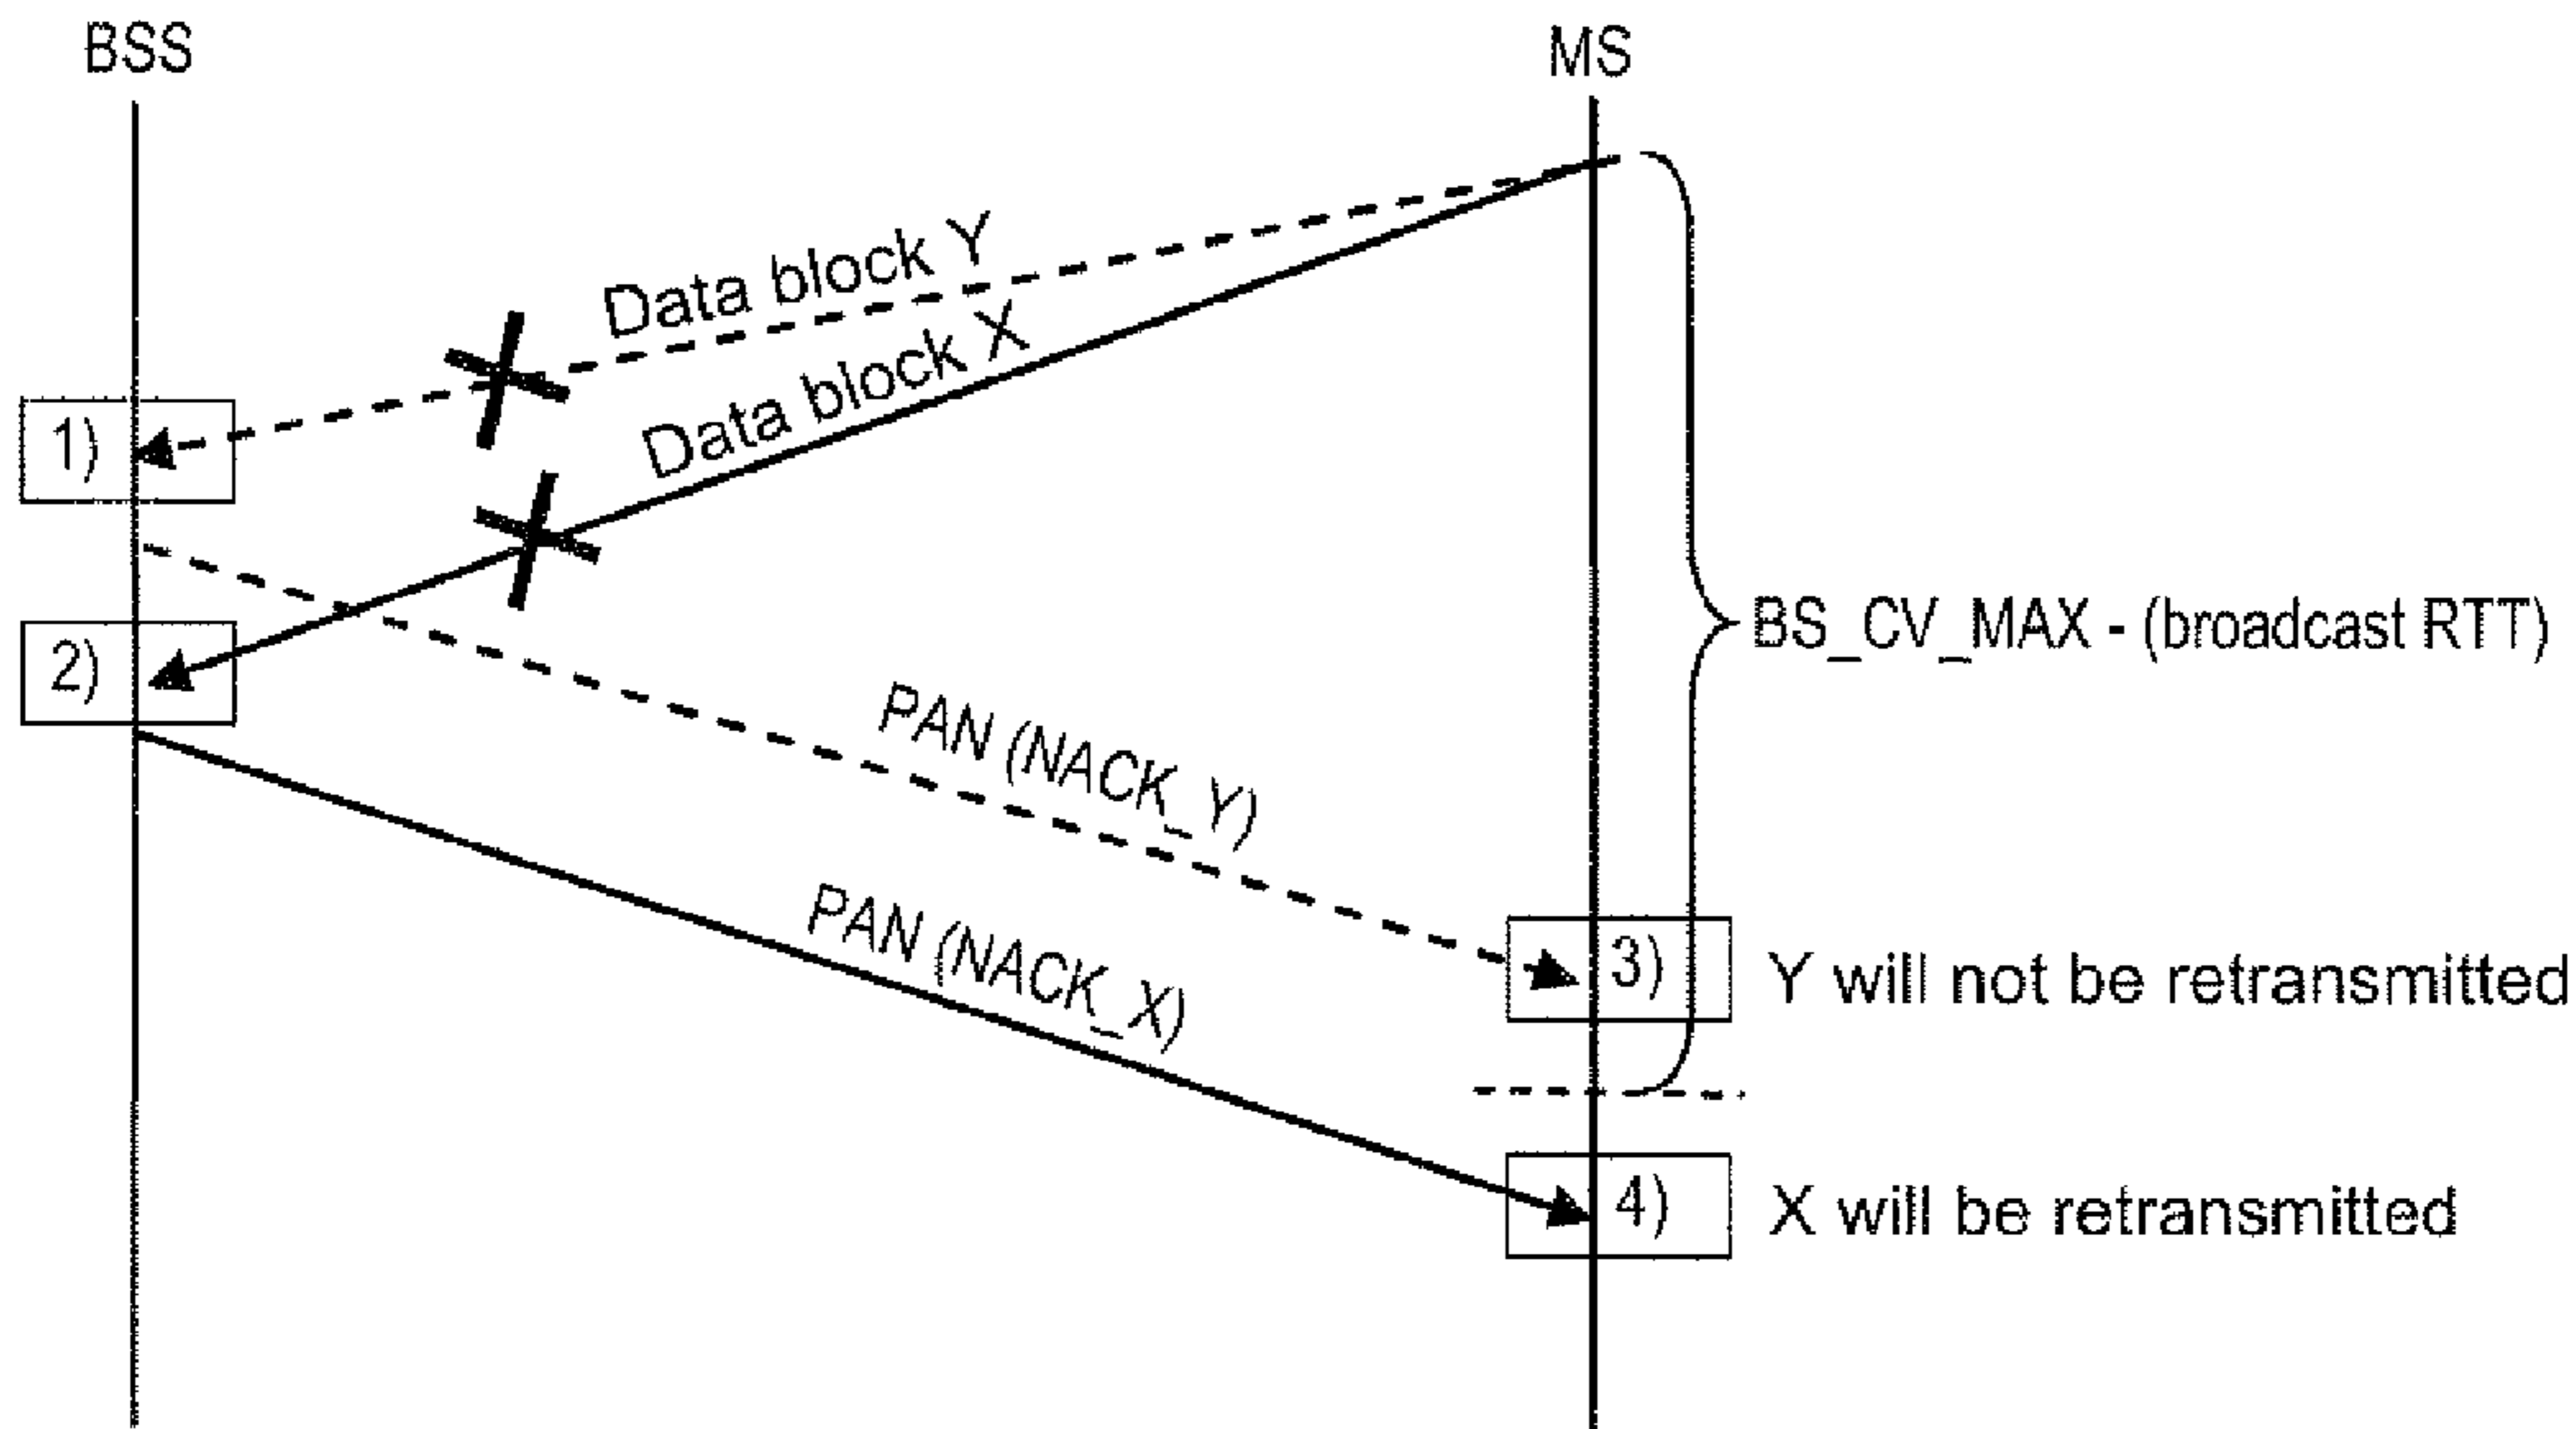 BSS
MS
Data block Y
Data block X
1)
2)
BS_CV_MAX - (broadcast RTT)
PAN (NACK_Y)
PAN (NACK_X)
3)
Y will not be retransmitted
4)
X will be retransmitted